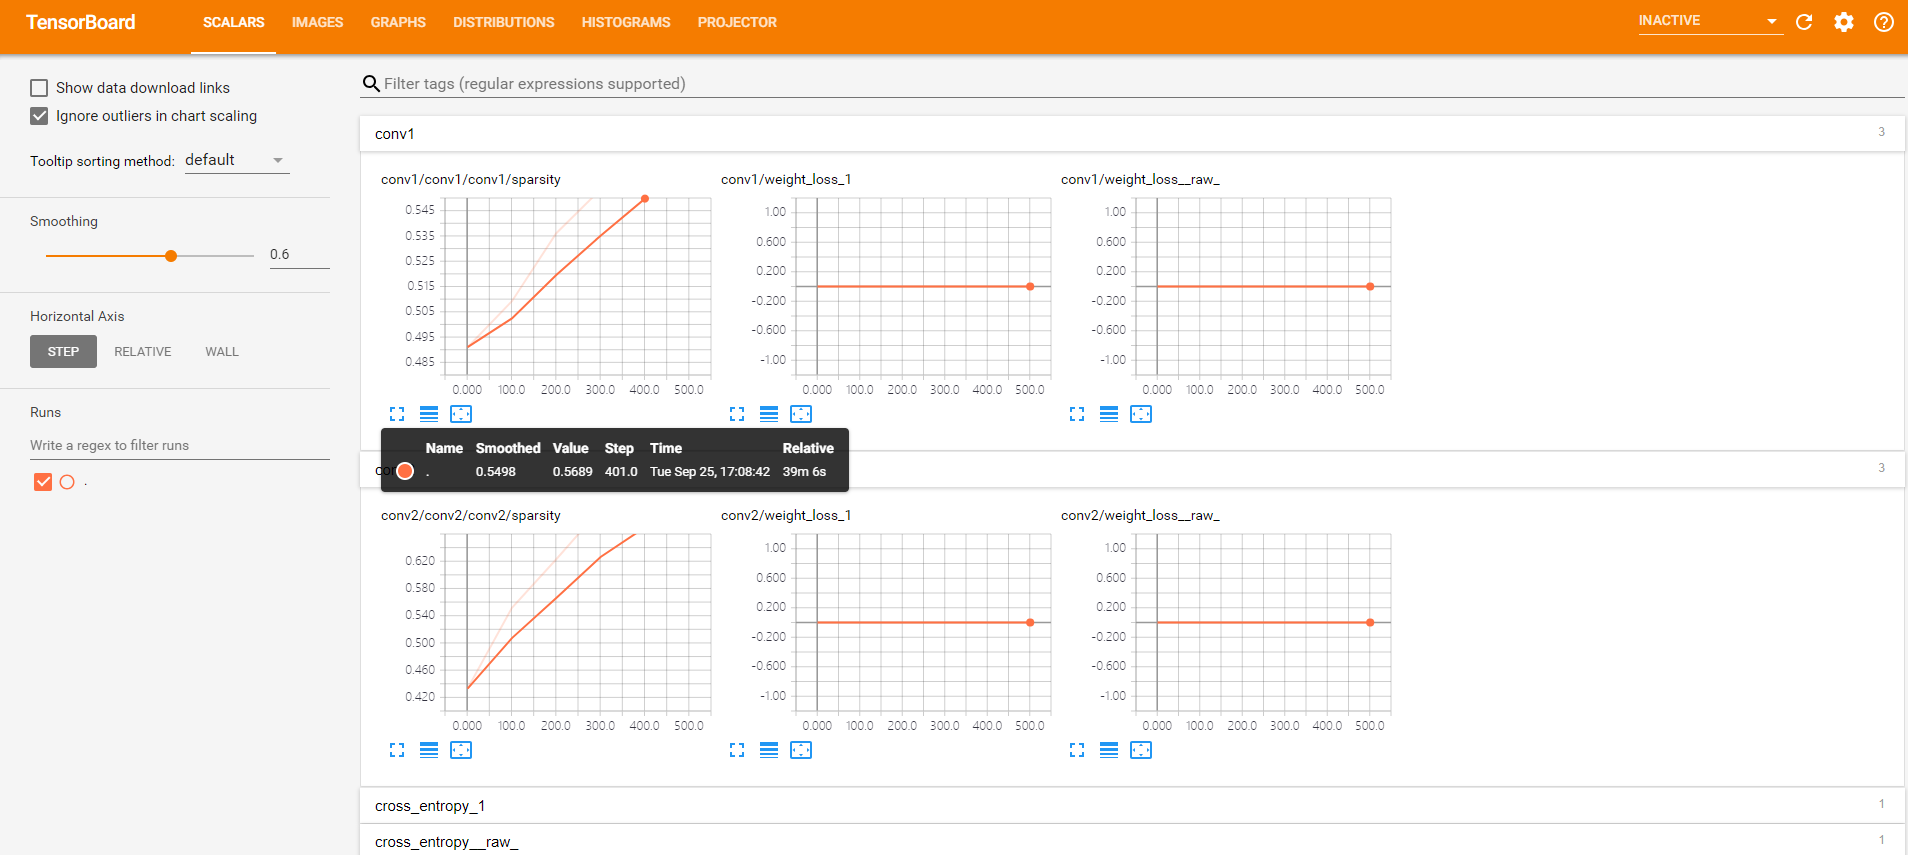 TensorBoard SCALARS IMAGES GRAPHS DISTRIBUTIONS HISTOGRAMS PROJECTOR INACTIVE
Show data download links
Ignore outliers in chart scaling
Tooltip sorting method: default
Smoothing
0.6
Horizontal Axis
STEP RELATIVE WALL
Runs
Write a regex to filter runs
.
Filter tags (regular expressions supported)
conv1 3
conv1/conv1/conv1/sparsity
0.545
0.535
0.525
0.515
0.505
0.495
0.485
0.000 100.0 200.0 300.0 400.0 500.0
conv1/weight_loss_1
1.00
0.600
0.200
-0.200
-0.600
-1.00
0.000 100.0 200.0 300.0 400.0 500.0
conv1/weight_loss__raw_
1.00
0.600
0.200
-0.200
-0.600
-1.00
0.000 100.0 200.0 300.0 400.0 500.0
Name Smoothed Value Step Time Relative
. 0.5498 0.5689 401.0 Tue Sep 25, 17:08:42 39m 6s
3
conv2/conv2/conv2/sparsity
0.620
0.580
0.540
0.500
0.460
0.420
0.000 100.0 200.0 300.0 400.0 500.0
conv2/weight_loss_1
1.00
0.600
0.200
-0.200
-0.600
-1.00
0.000 100.0 200.0 300.0 400.0 500.0
conv2/weight_loss__raw_
1.00
0.600
0.200
-0.200
-0.600
-1.00
0.000 100.0 200.0 300.0 400.0 500.0
cross_entropy_1 1
cross_entropy__raw_ 1